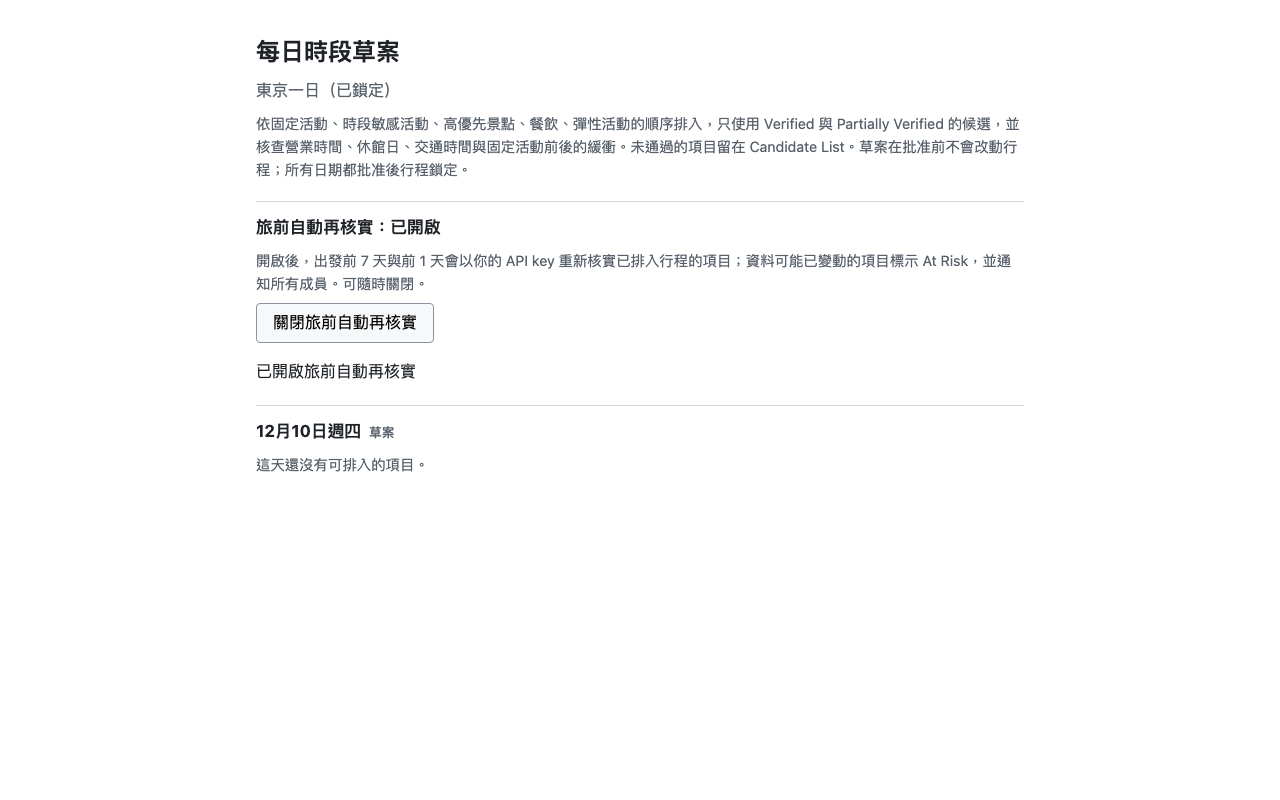 每日時段草案
東京一日（已鎖定）
依固定活動、時段敏感活動、高優先景點、餐飲、彈性活動的順序排入，只使用 Verified 與 Partially Verified 的候選，並
核查營業時間、休館日、交通時間與固定活動前後的緩衝。未通過的項目留在 Candidate List。草案在批准前不會改動行
程；所有日期都批准後行程鎖定。
旅前自動再核實：已開啟
開啟後，出發前 7 天與前 1 天會以你的 API key 重新核實已排入行程的項目；資料可能已變動的項目標示 At Risk，並通
知所有成員。可隨時關閉。
關閉旅前自動再核實
已開啟旅前自動再核實
12月10日週四 草案
這天還沒有可排入的項目。